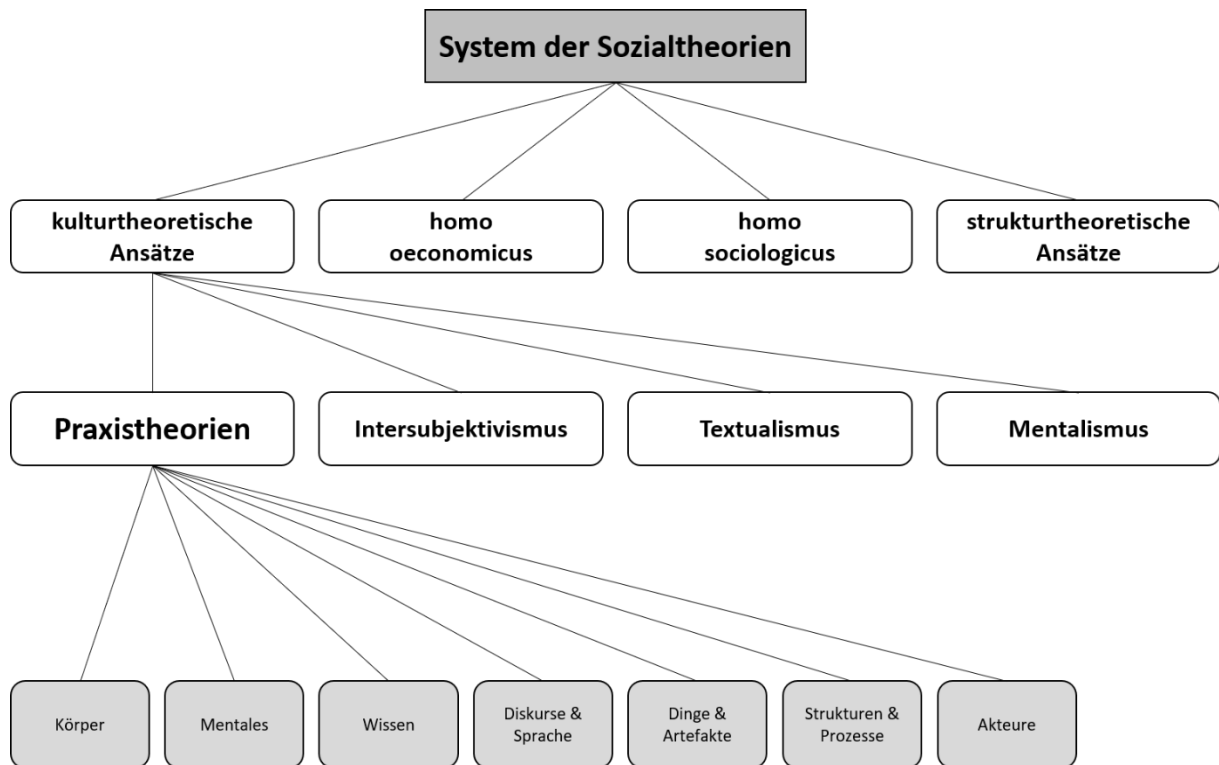 System der Sozialtheorien
kulturtheoretische
Ansätze
homo
oeconomicus
homo
sociologicus
strukturtheoretische
Ansätze
Praxistheorien
Intersubjektivismus
Textualismus
Mentalismus
Körper
Mentales
Wissen
Diskurse &
Sprache
Dinge &
Artefakte
Strukturen &
Prozesse
Akteure